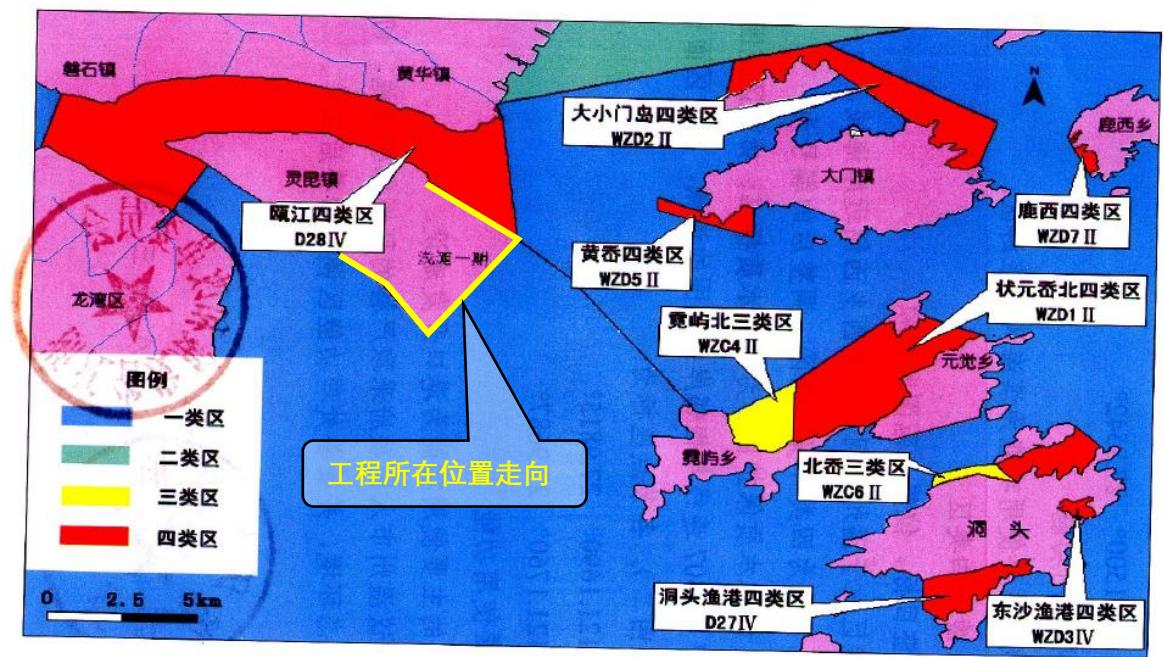 磐石镇
黄华镇
N
大小门岛四类区
WZD2 II
鹿西乡
灵昆镇
大门镇
瓯江四类区
D28IV
鹿西四类区
WZD7 II
黄岙四类区
WZD5 II
浅滩一期
龙湾区
状元岙北四类区
WZD1 II
霓屿北三类区
WZC4 II
元觉乡
图例
一类区
二类区
三类区
四类区
工程所在位置走向
霓屿乡
北岙三类区
WZC6 II
洞头
0 2.5 5km
洞头渔港四类区
D27IV
东沙渔港四类区
WZD3IV